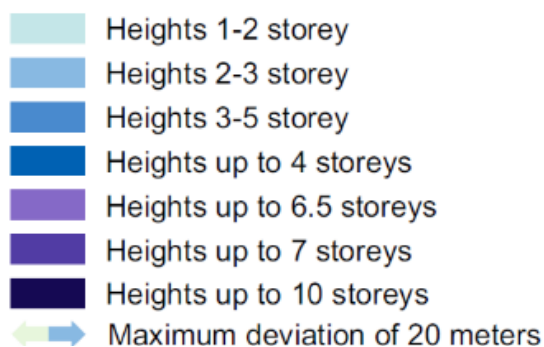 Heights 1-2 storey
Heights 2-3 storey
Heights 3-5 storey
Heights up to 4 storeys
Heights up to 6.5 storeys
Heights up to 7 storeys
Heights up to 10 storeys
Maximum deviation of 20 meters